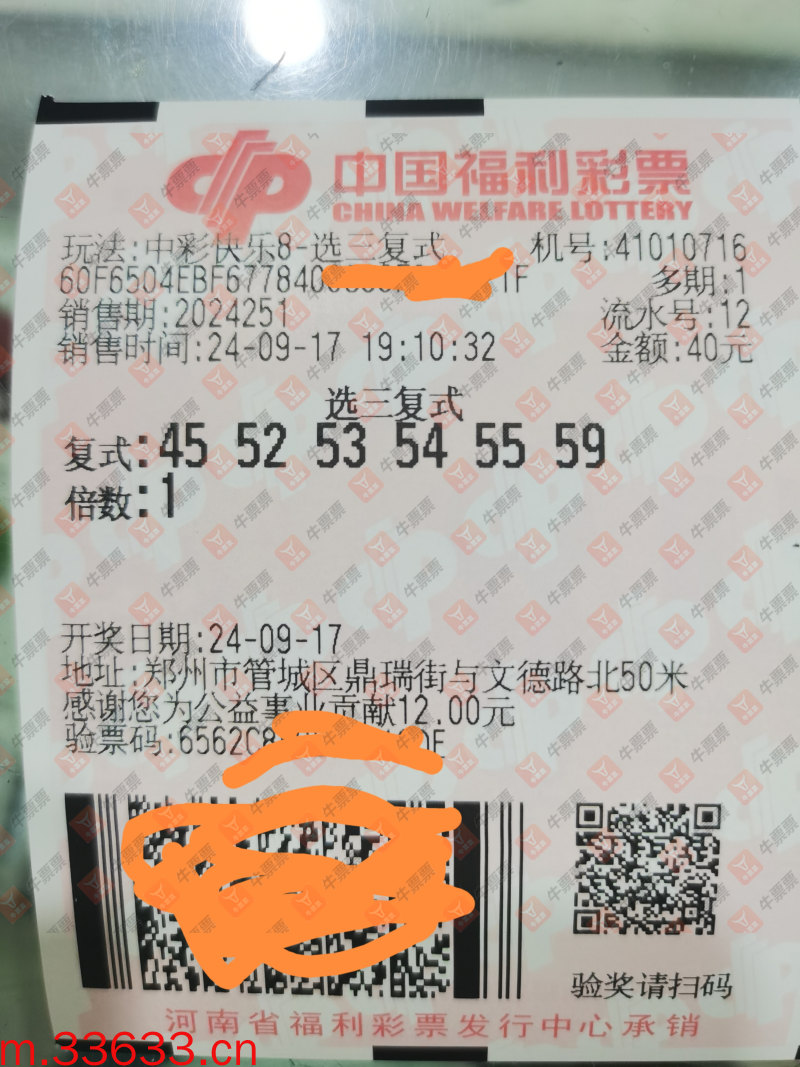 中国福利彩票
CHINA WELFARE LOTTERY
玩法:中彩快乐8-选三复式 机号:41010716
60F6504EBF6778400 1F 多期:1
销售期:2024251 流水号:12
销售时间:24-09-17 19:10:32 金额:40元
选三复式
复式:45 52 53 54 55 59
倍数:1
开奖日期:24-09-17
地址:郑州市管城区鼎瑞街与文德路北50米
感谢您为公益事业贡献12.00元
验票码:6562C8
验奖请扫码
河南省福利彩票发行中心承销
m.33633.cn
牛票票